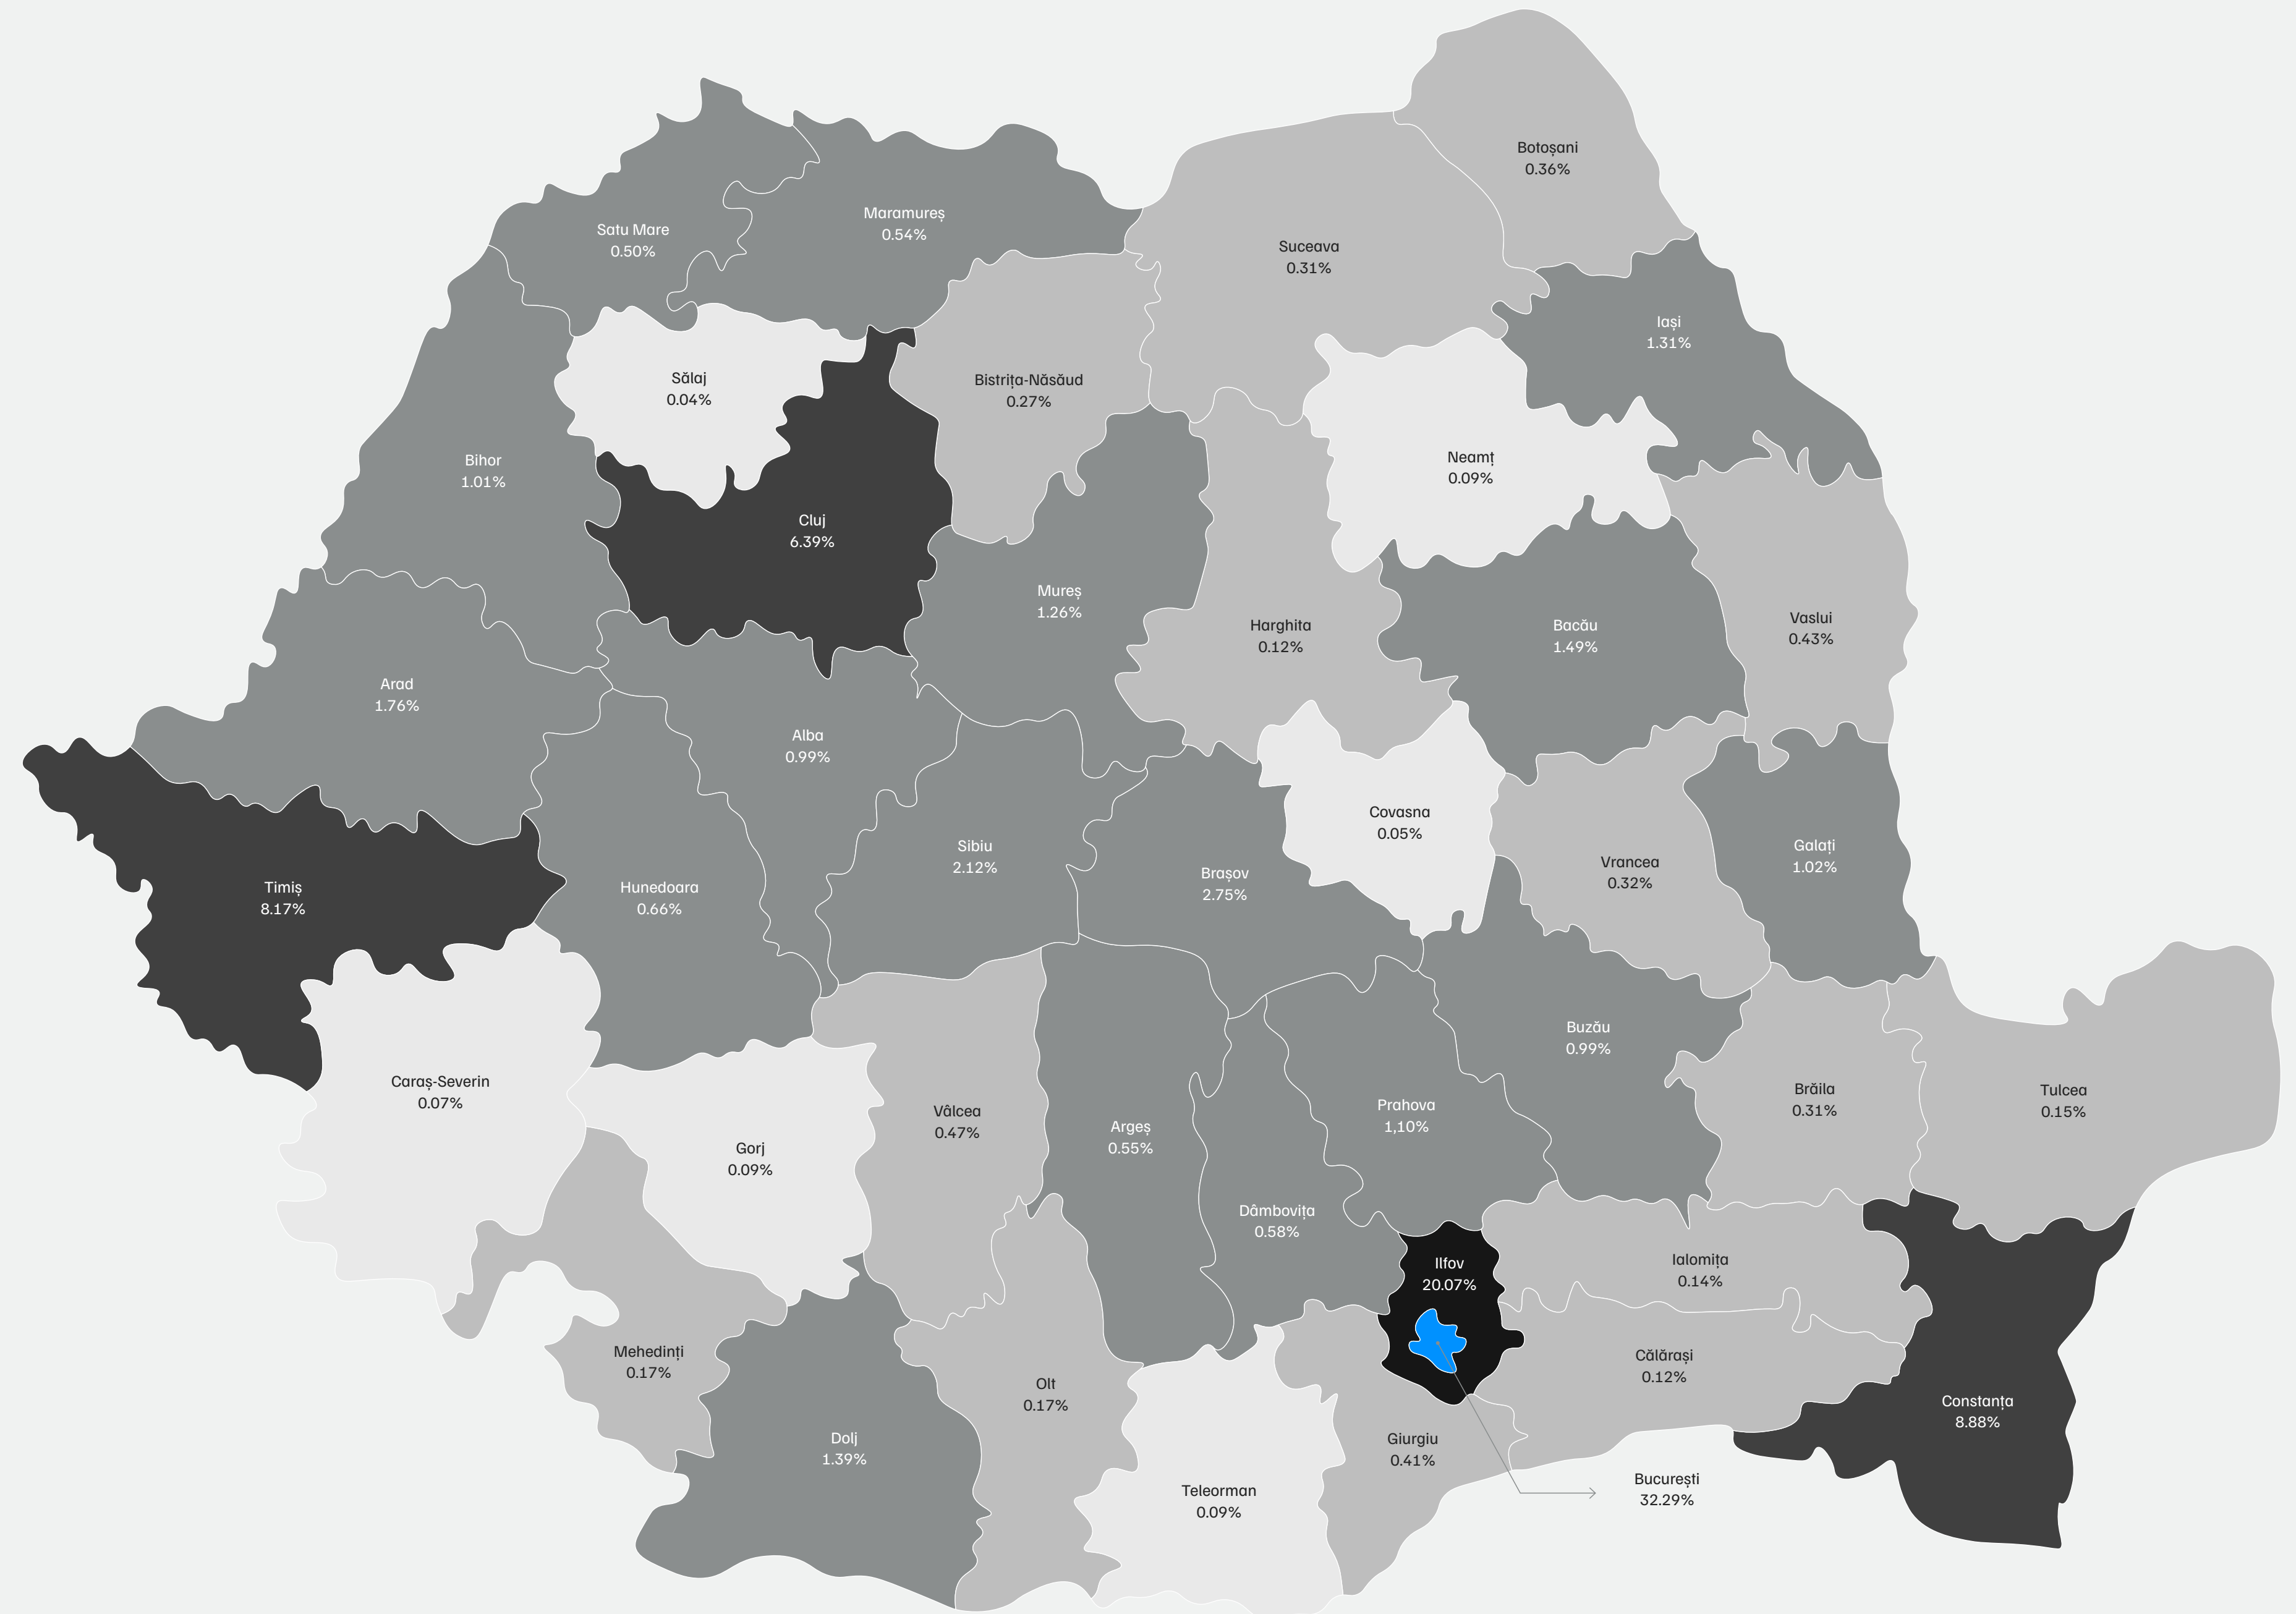 Botoșani
0.36%
Maramureș
0.54%
Satu Mare
0.50%
Suceava
0.31%
Iași
1.31%
Sălaj
0.04%
Bistrița-Năsăud
0.27%
Bihor
1.01%
Neamț
0.09%
Cluj
6.39%
Mureș
1.26%
Harghita
0.12%
Bacău
1.49%
Vaslui
0.43%
Arad
1.76%
Alba
0.99%
Covasna
0.05%
Sibiu
2.12%
Galați
1.02%
Vrancea
0.32%
Brașov
2.75%
Timiș
8.17%
Hunedoara
0.66%
Buzău
0.99%
Caraș-Severin
0.07%
Brăila
0.31%
Tulcea
0.15%
Prahova
1,10%
Vâlcea
0.47%
Argeș
0.55%
Gorj
0.09%
Dâmbovița
0.58%
Ilfov
20.07%
Ialomița
0.14%
Mehedinți
0.17%
Călărași
0.12%
Olt
0.17%
Constanța
8.88%
Dolj
1.39%
Giurgiu
0.41%
București
32.29%
Teleorman
0.09%